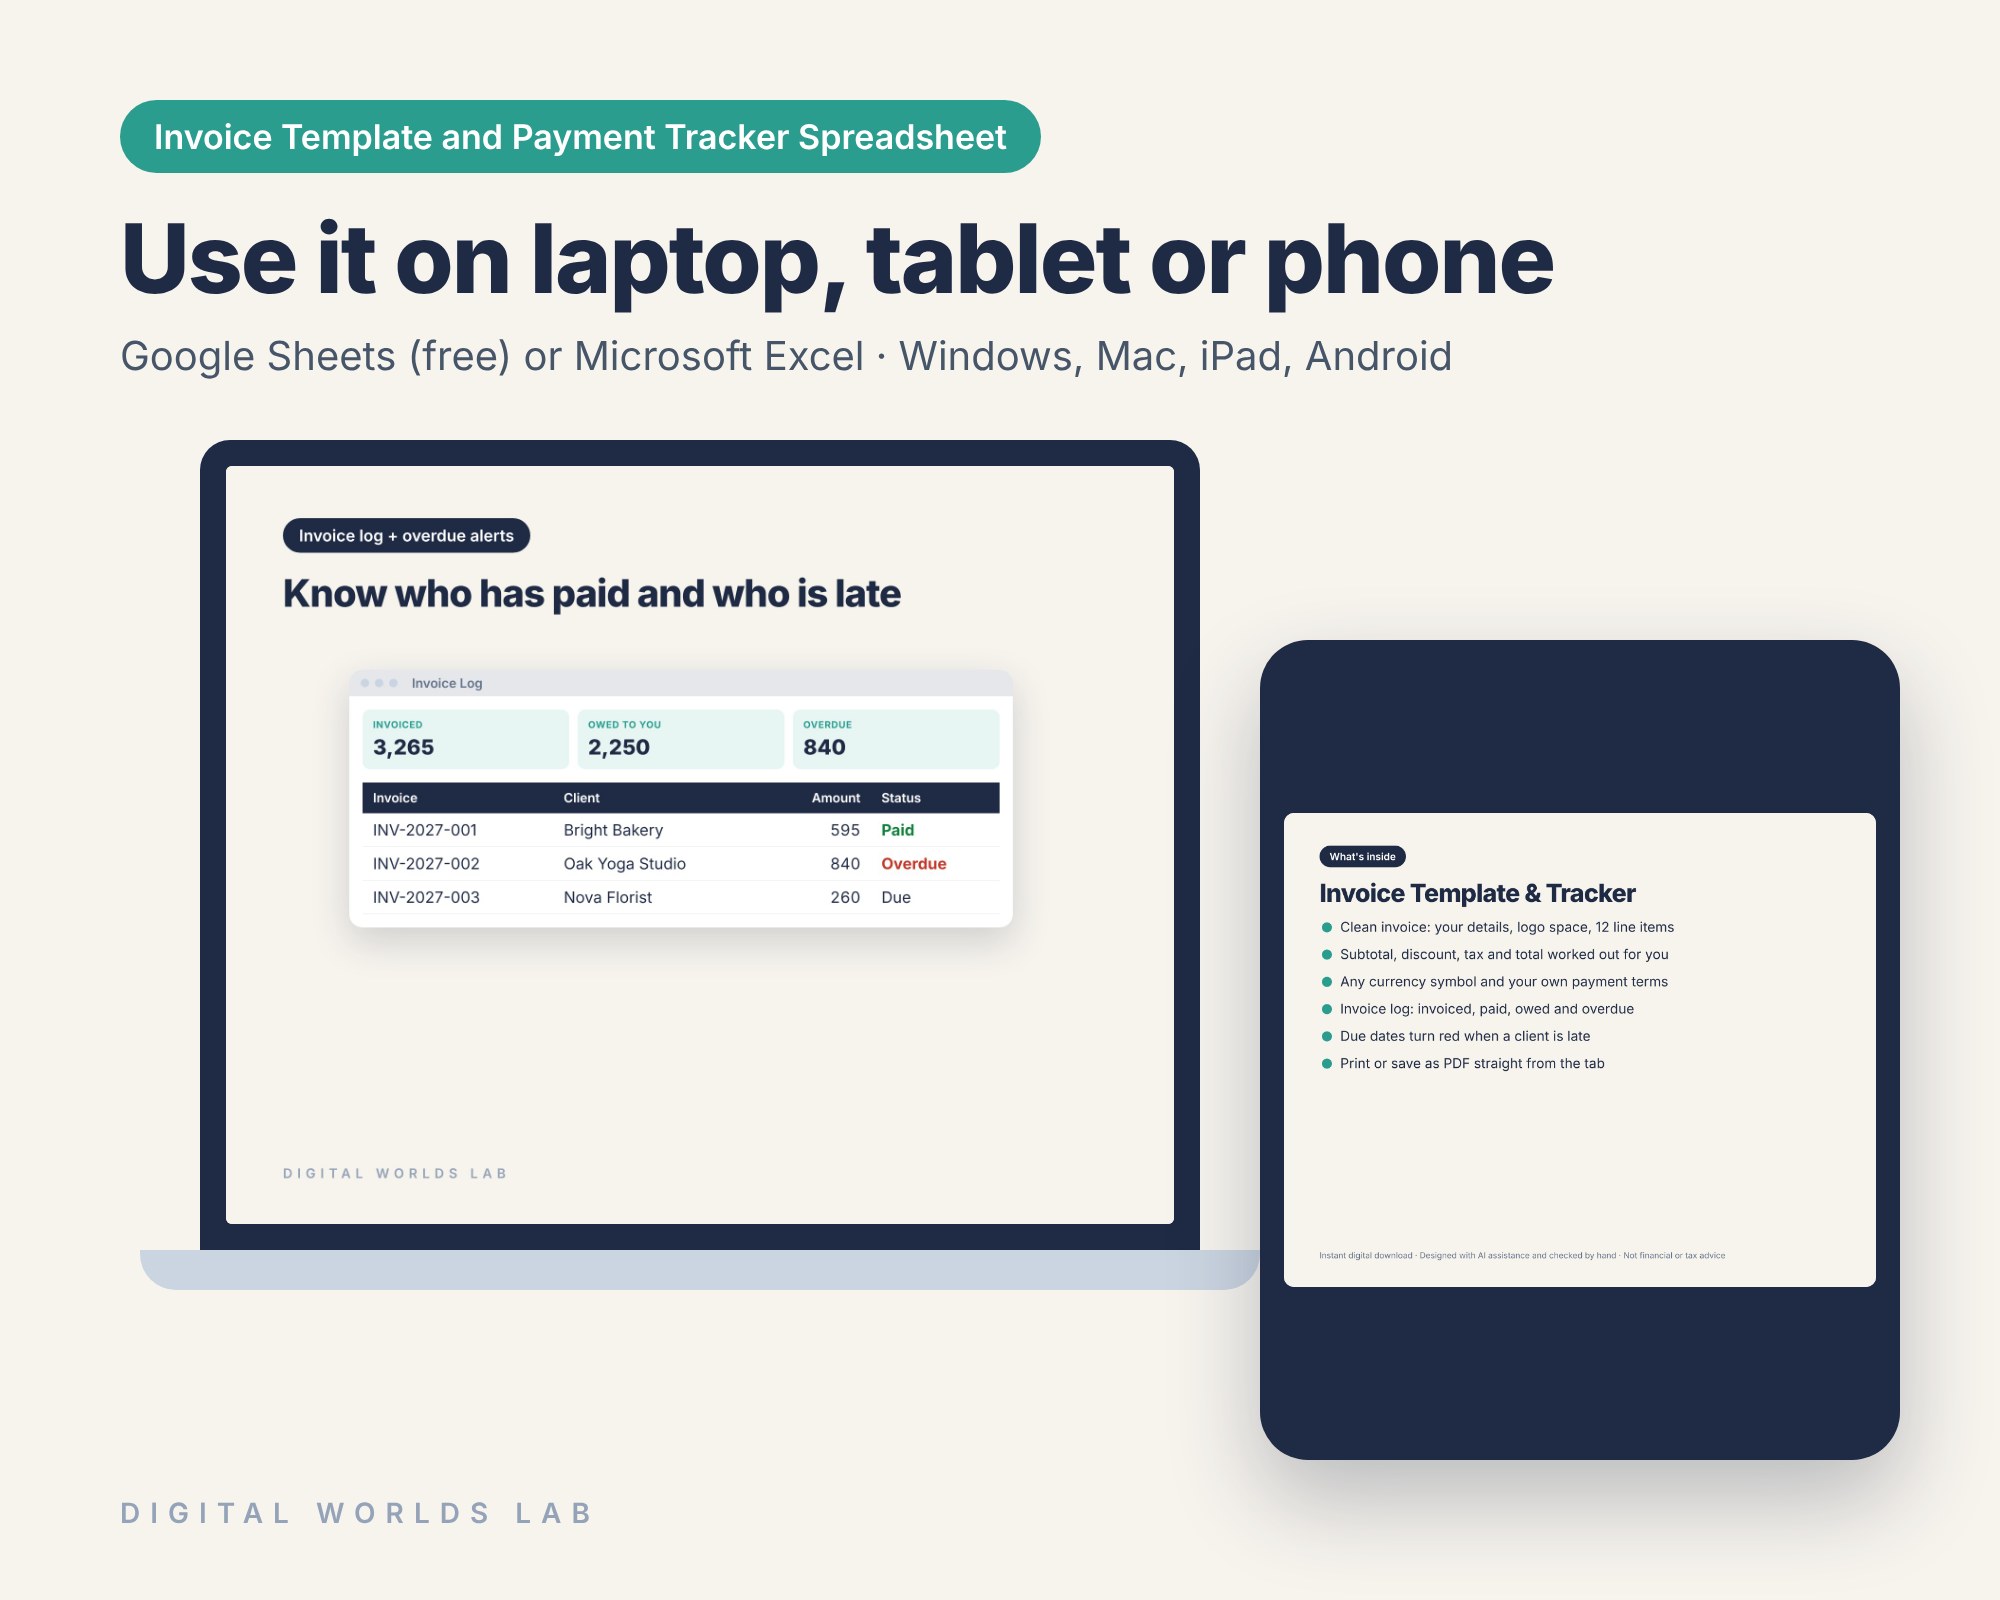 Invoice Template and Payment Tracker Spreadsheet
Use it on laptop, tablet or phone
Google Sheets (free) or Microsoft Excel · Windows, Mac, iPad, Android
Invoice log + overdue alerts
Know who has paid and who is late
Invoice Log
INVOICED OWED TO YOU OVERDUE
3,265 2,250 840
Invoice Client Amount Status
INV-2027-001 Bright Bakery 595 Paid
INV-2027-002 Oak Yoga Studio 840 Overdue
INV-2027-003 Nova Florist 260 Due
DIGITAL WORLDS LAB
What's inside
Invoice Template & Tracker
Clean invoice: your details, logo space, 12 line items
Subtotal, discount, tax and total worked out for you
Any currency symbol and your own payment terms
Invoice log: invoiced, paid, owed and overdue
Due dates turn red when a client is late
Print or save as PDF straight from the tab
Instant digital download · Designed with AI assistance and checked by hand · Not financial or tax advice
DIGITAL WORLDS LAB